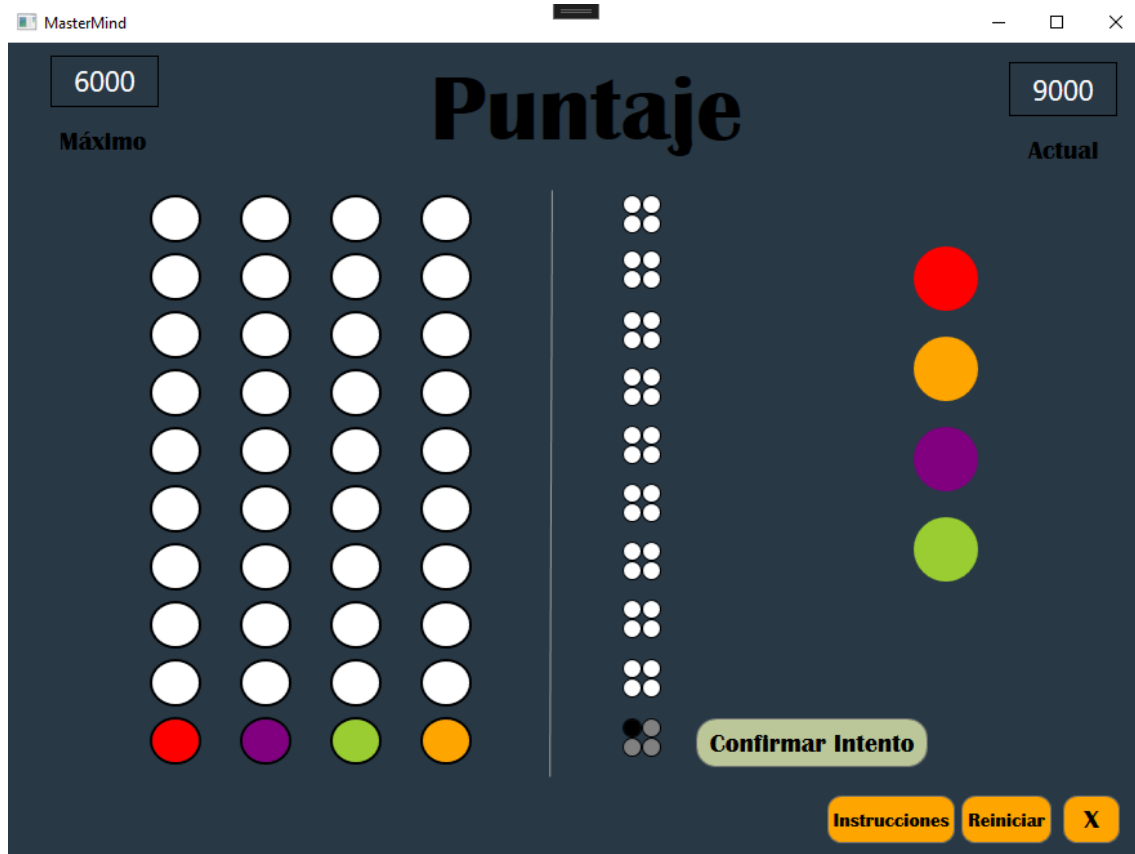 MasterMind
6000
Puntaje
9000
Máximo
Actual
Confirmar Intento
Instrucciones
Reiniciar
X